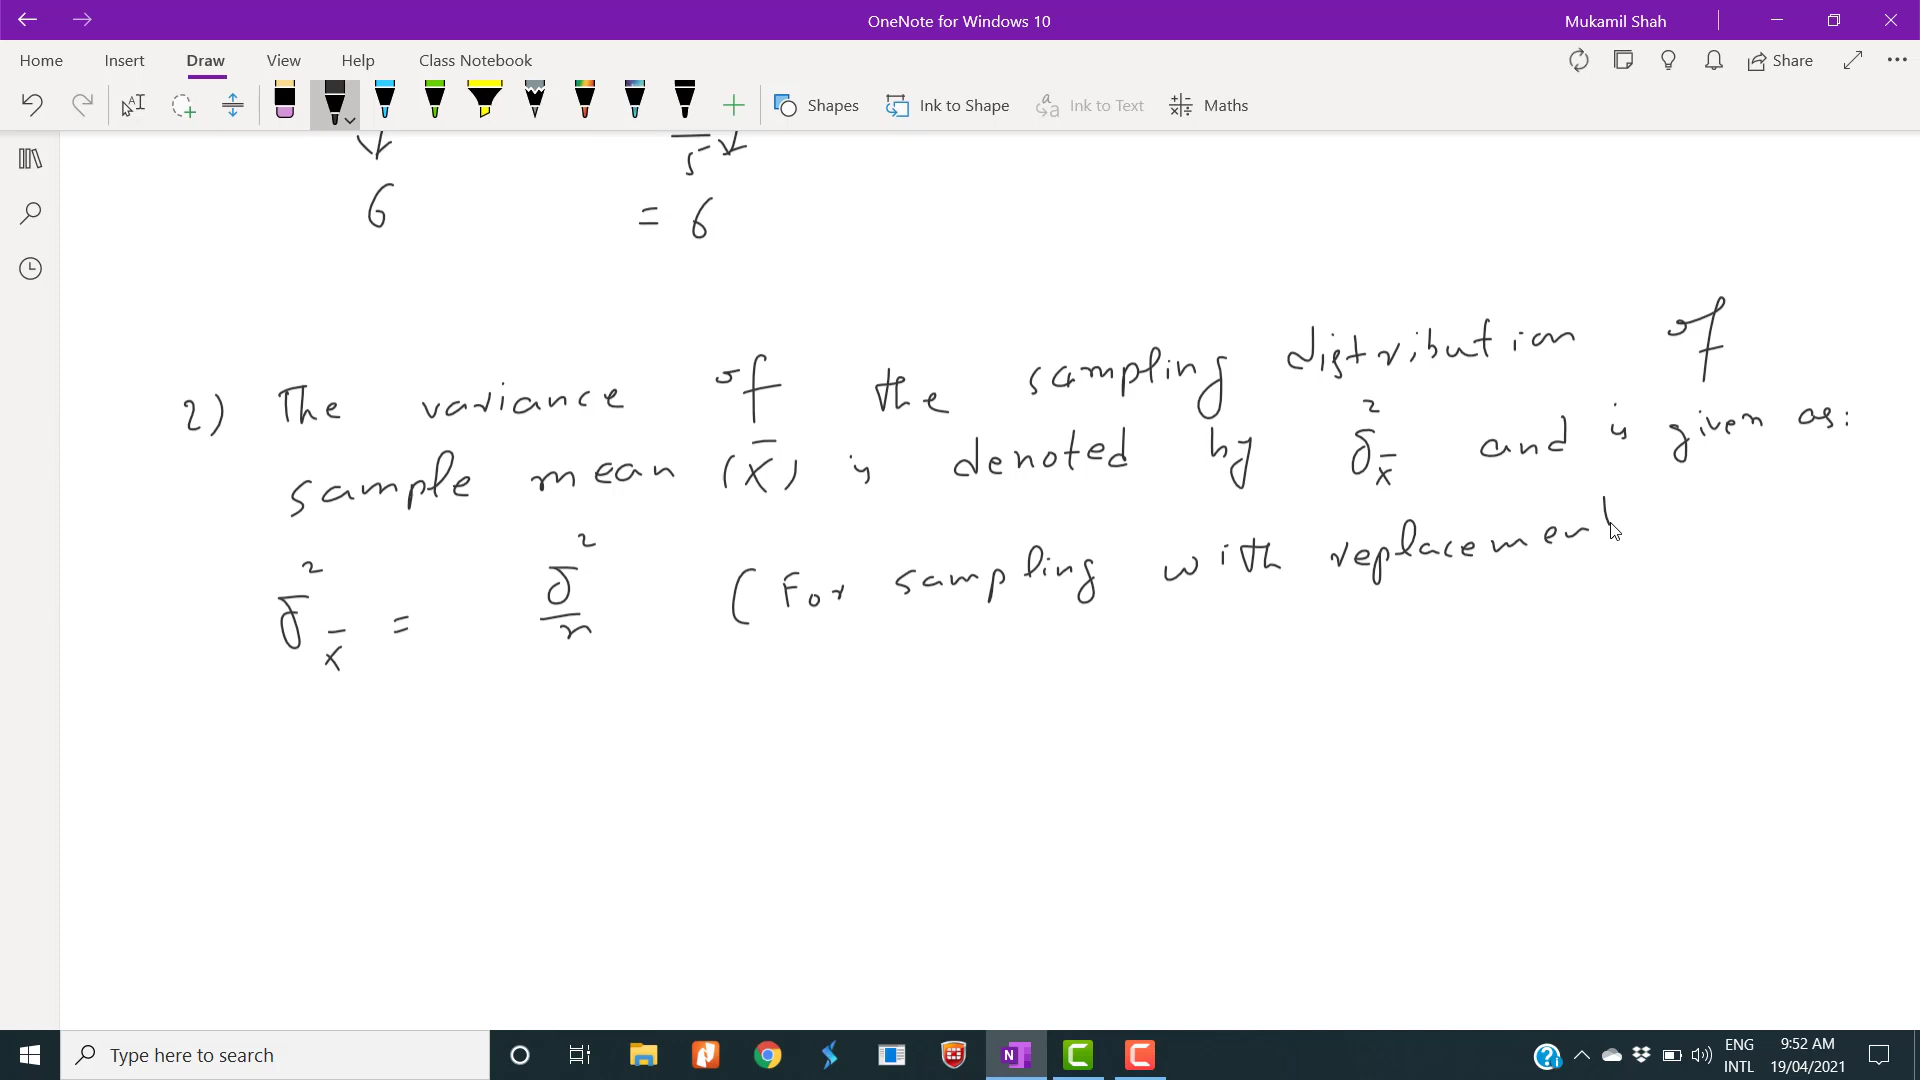 OneNote for Windows 10
Mukamil Shah
Home Insert Draw View Help Class Notebook
Share
Shapes Ink to Shape Ink to Text Maths
5
6 = 6
2) The variance of the sampling distribution of
sample mean (x̄) is denoted by σ²x̄ and is given as:
σ²x̄ = σ²/n (For sampling with replacement
Type here to search
ENG
INTL
9:52 AM
19/04/2021